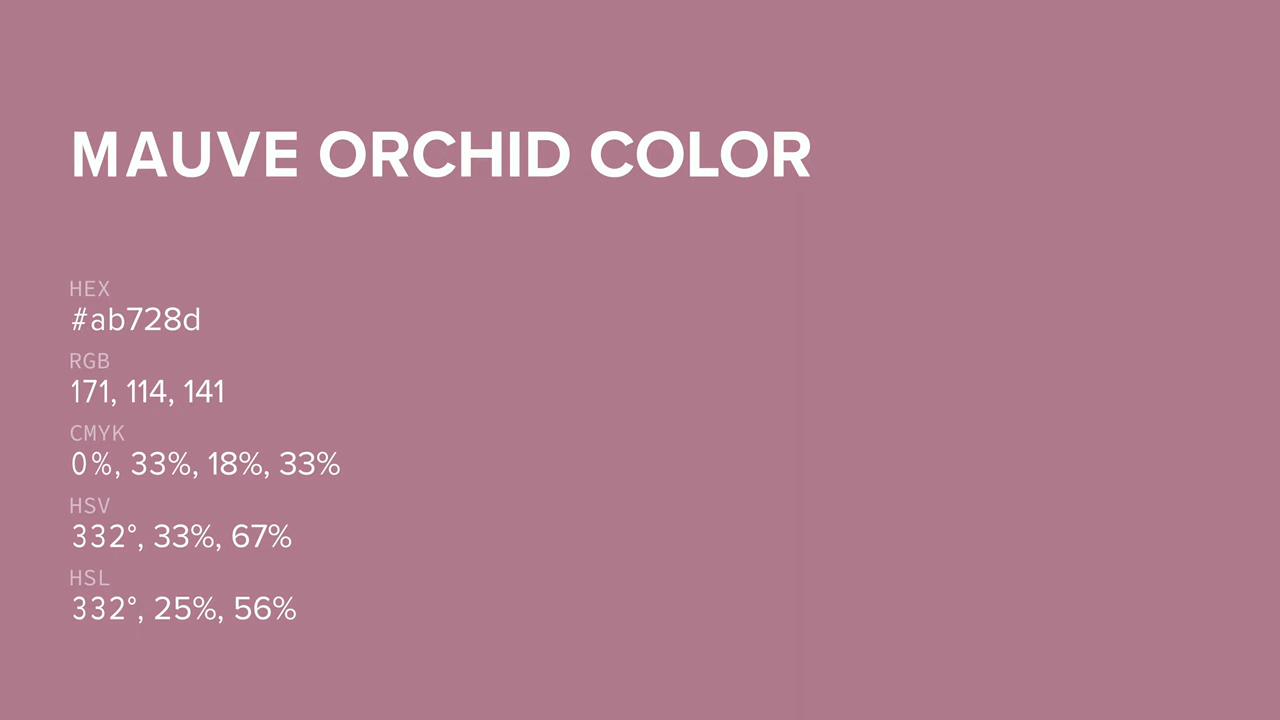 MAUVE ORCHID COLOR
HEX
#ab728d
RGB
171, 114, 141
CMYK
0%, 33%, 18%, 33%
HSV
332°, 33%, 67%
HSL
332°, 25%, 56%